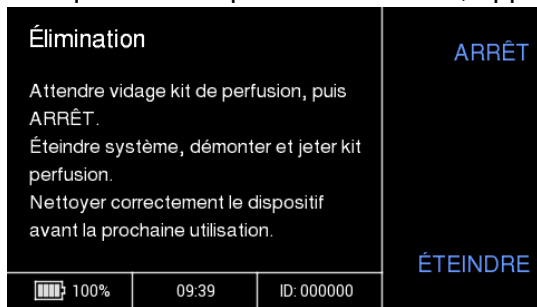 Élimination
Attendre vidage kit de perfusion, puis
ARRÊT.
Éteindre système, démonter et jeter kit
perfusion.
Nettoyer correctement le dispositif
avant la prochaine utilisation.
ARRÊT
ÉTEINDRE
100%
09:39
ID: 000000